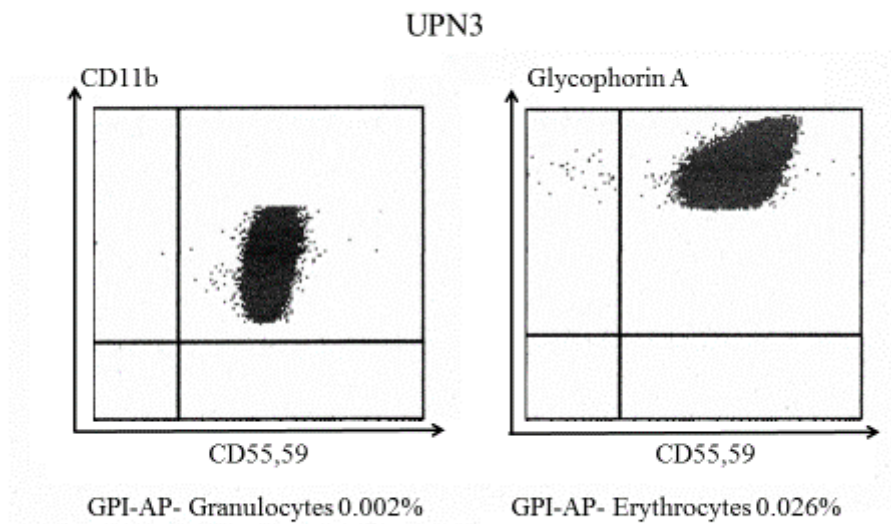 UPN3
CD11b
Glycophorin A
CD55,59
CD55,59
GPI-AP- Granulocytes 0.002%
GPI-AP- Erythrocytes 0.026%